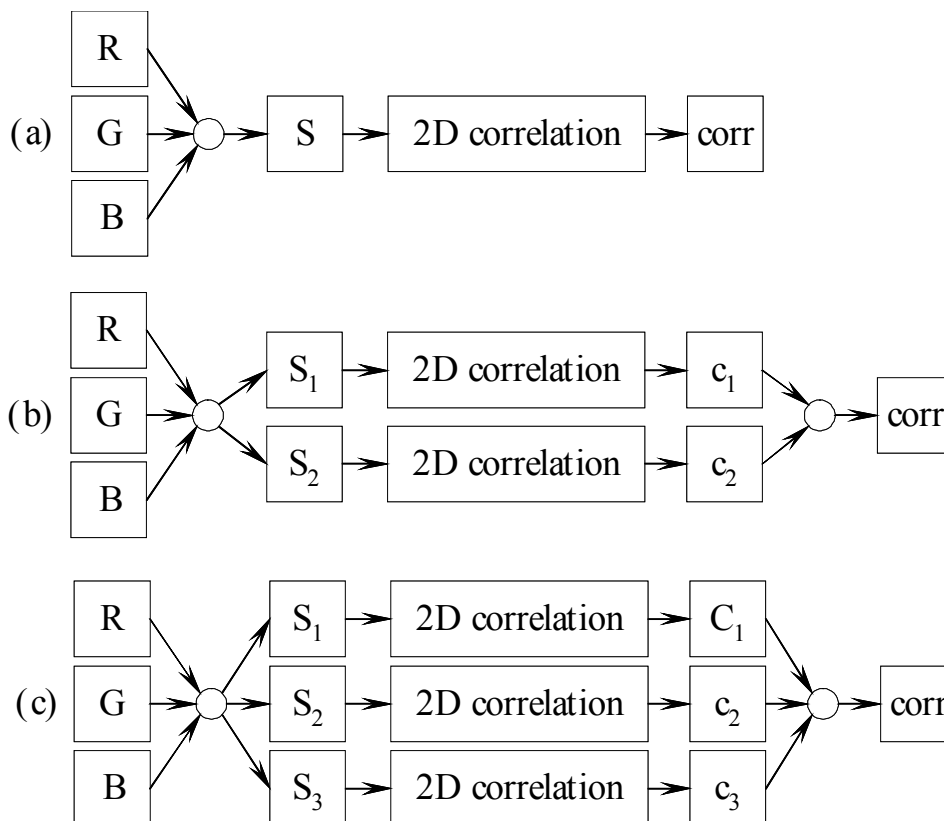 R
(a) G S 2D correlation corr
B
R
S₁ 2D correlation c₁
(b) G corr
S₂ 2D correlation c₂
B
R S₁ 2D correlation C₁
(c) G S₂ 2D correlation c₂ corr
B S₃ 2D correlation c₃